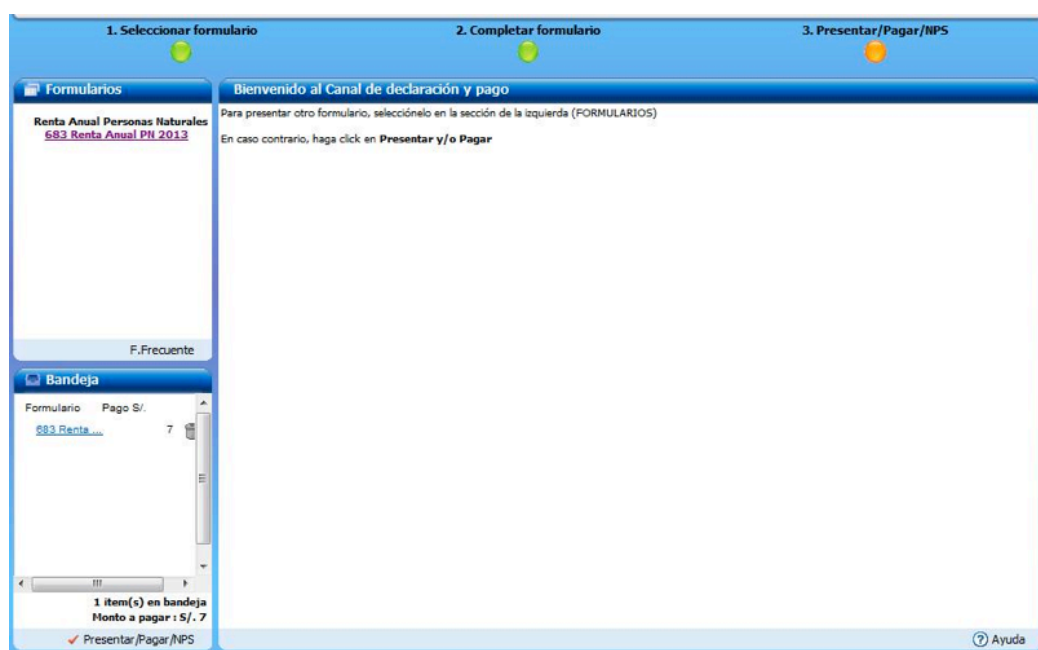 1. Seleccionar formulario
2. Completar formulario
3. Presentar/Pagar/NPS
Formularios
Renta Anual Personas Naturales
683 Renta Anual PN 2013
F.Frecuente
Bienvenido al Canal de declaración y pago
Para presentar otro formulario, selecciónelo en la sección de la izquierda (FORMULARIOS)
En caso contrario, haga click en Presentar y/o Pagar
Bandeja
Formulario Pago S/.
683 Renta ... 7
1 item(s) en bandeja
Monto a pagar : S/. 7
Presentar/Pagar/NPS
Ayuda